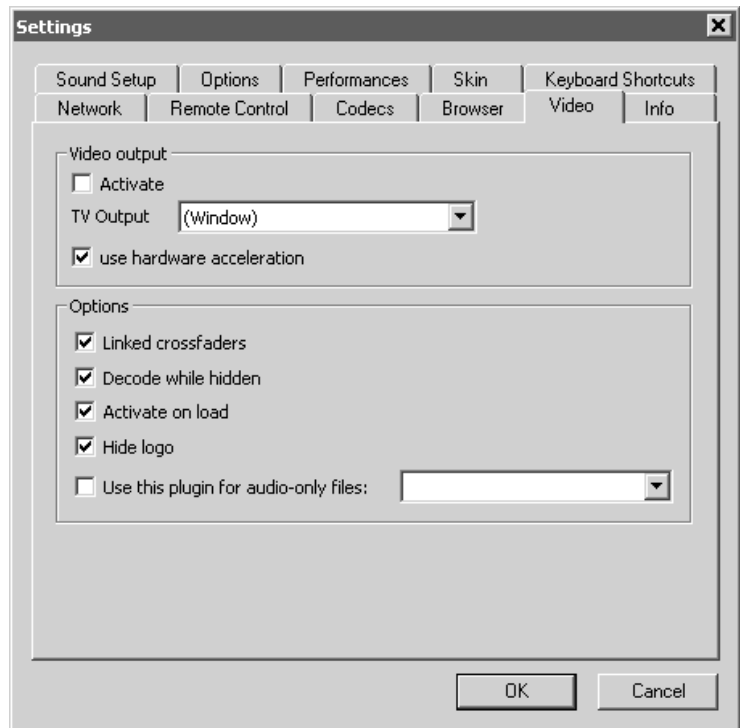 Settings
Sound Setup Options Performances Skin Keyboard Shortcuts
Network Remote Control Codecs Browser Video Info
Video output
Activate
TV Output (Window)
use hardware acceleration
Options
Linked crossfaders
Decode while hidden
Activate on load
Hide logo
Use this plugin for audio-only files:
OK Cancel